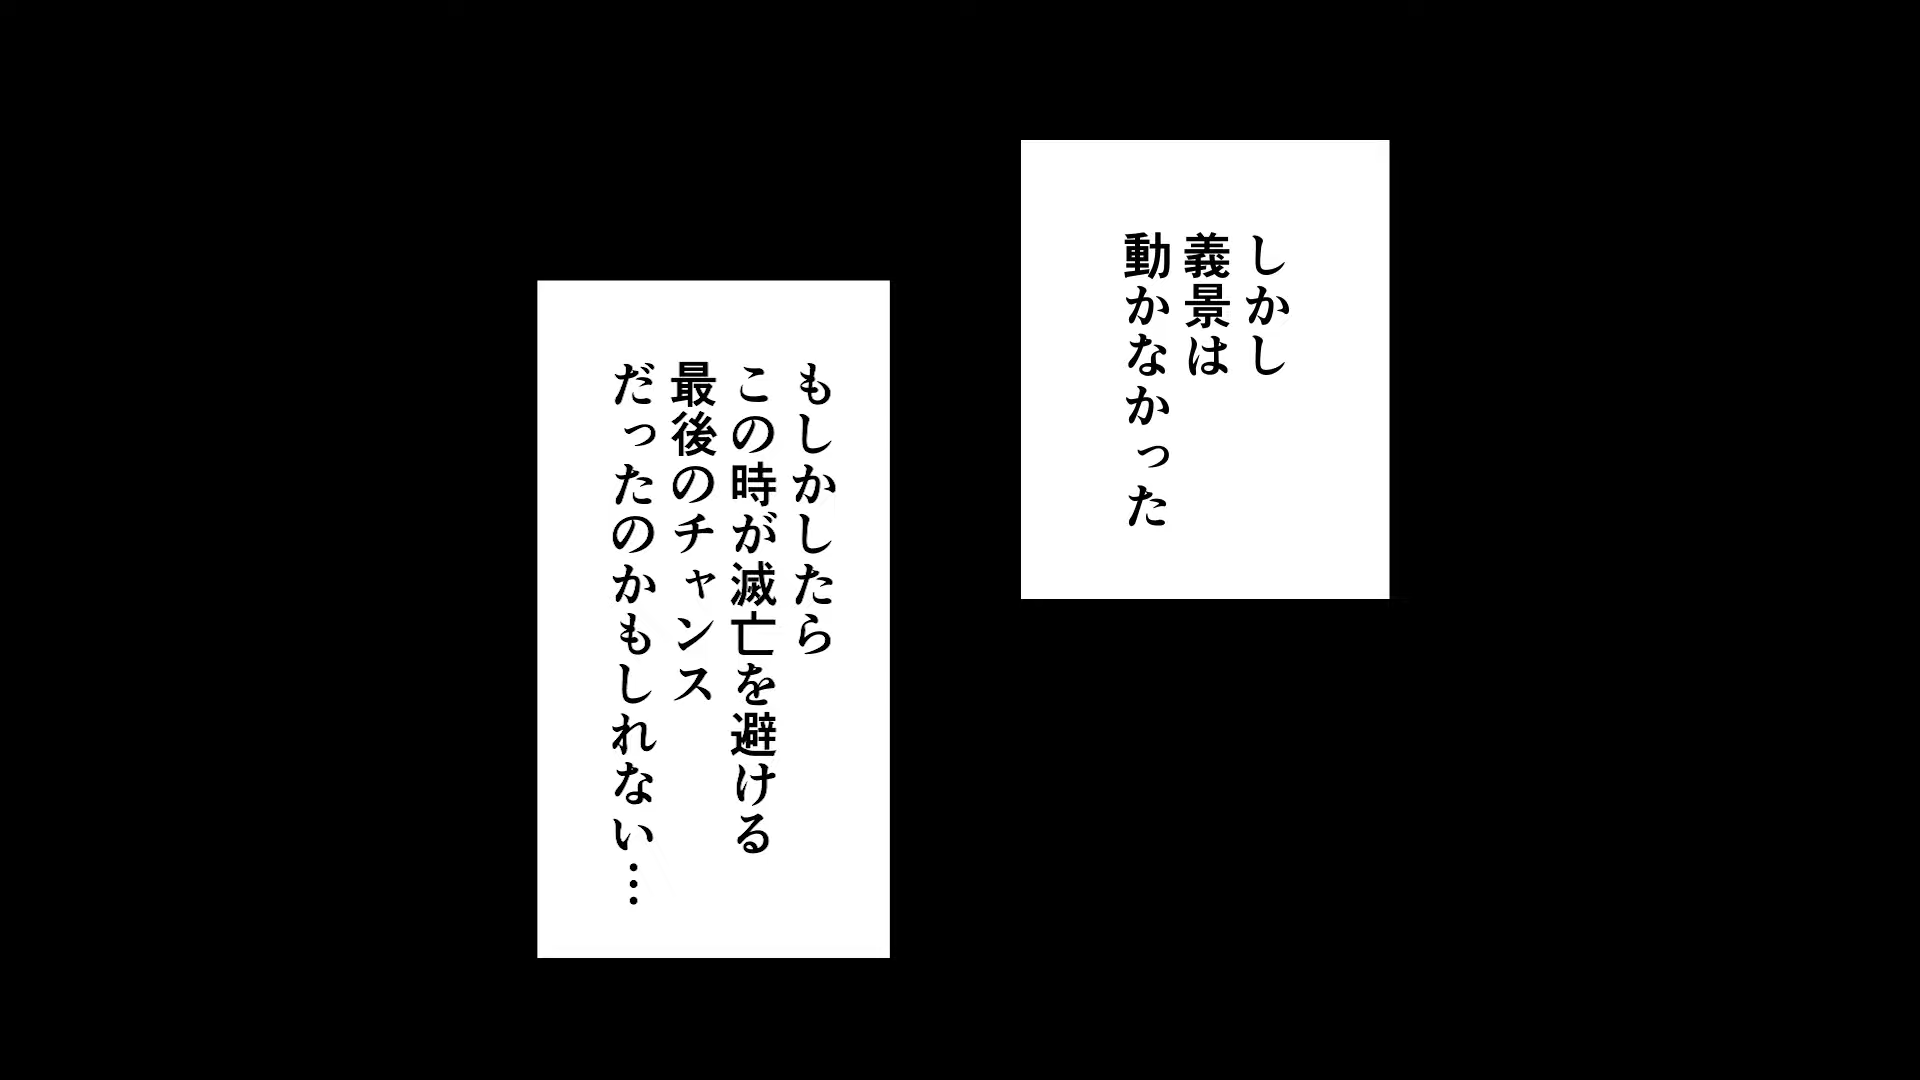 しかし
義景は
動かなかった
もしかしたら
この時が滅亡を避ける
最後のチャンス
だったのかもしれない…